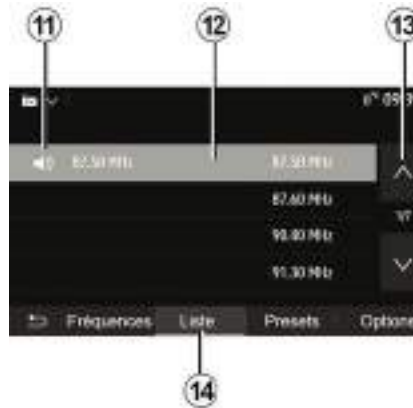 11 12 13
87.50 MHz 87.50 MHz
87.60 MHz
90.80 MHz
91.30 MHz
Fréquences Liste Presets Options
14